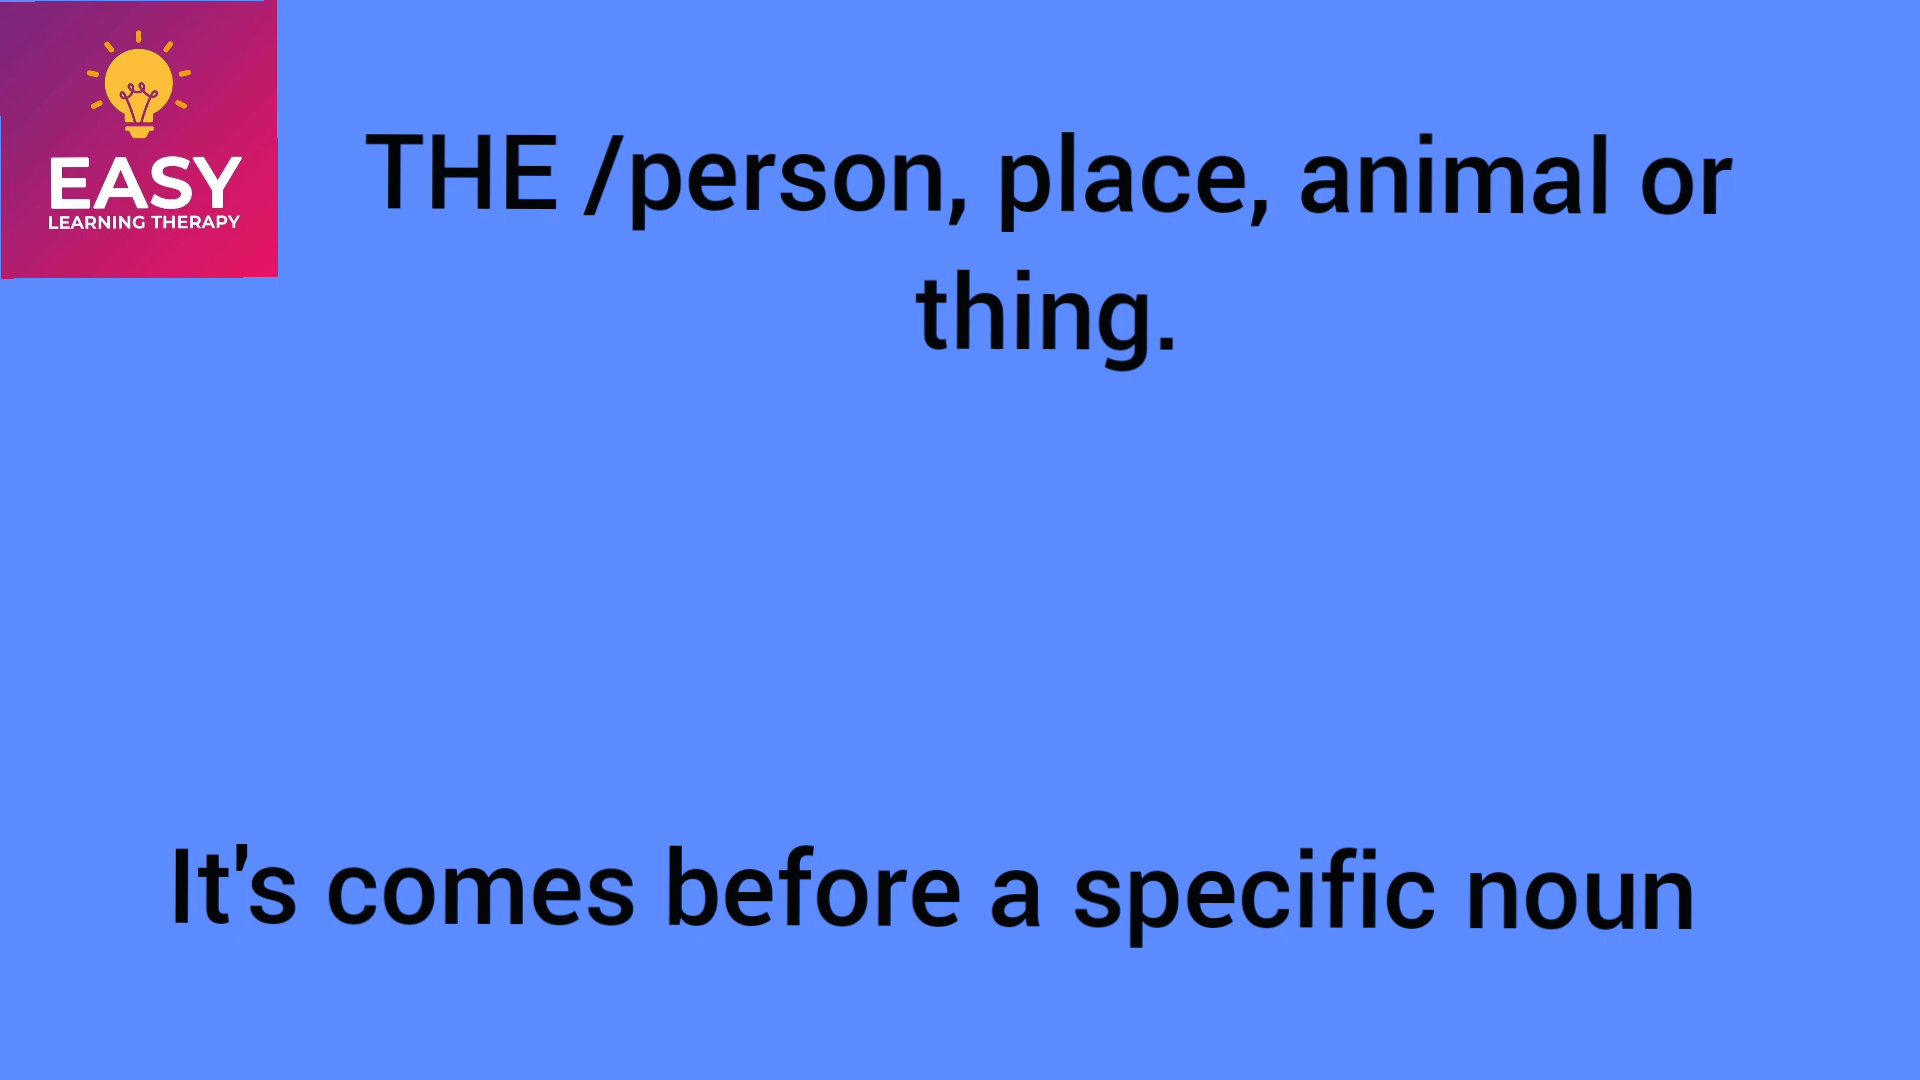 EASY
LEARNING THERAPY
THE /person, place, animal or
thing.
It's comes before a specific noun